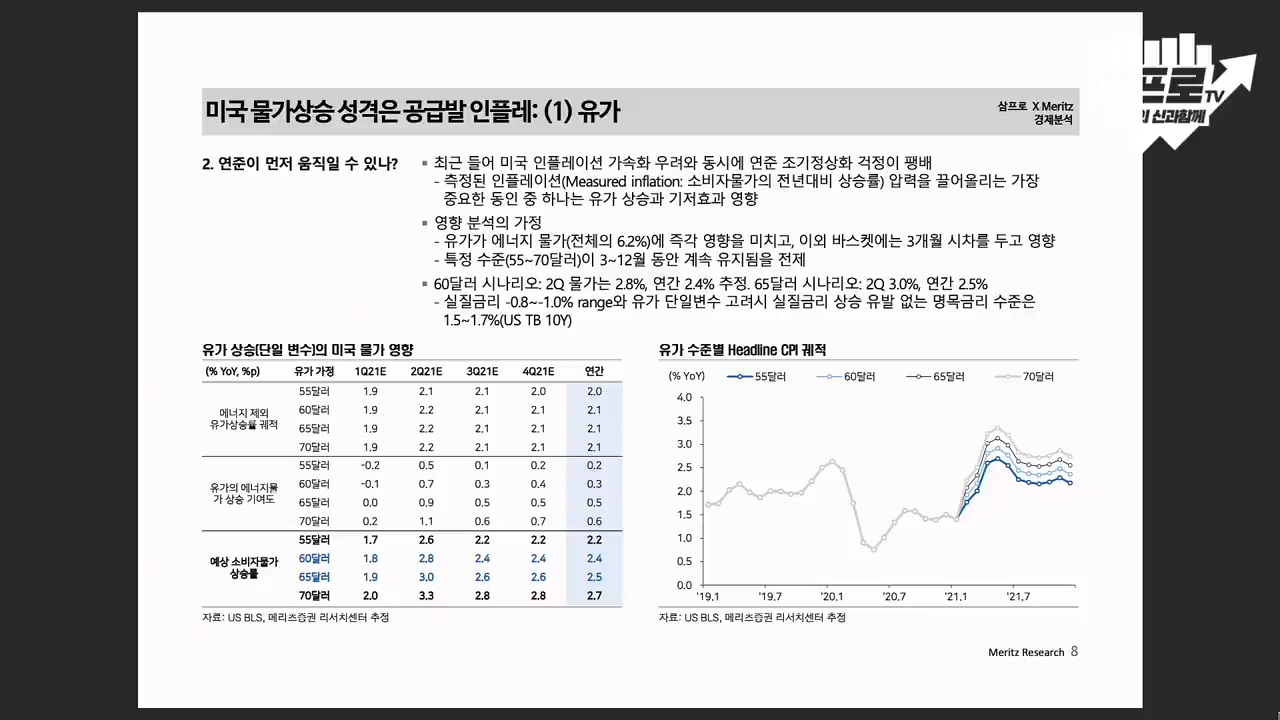 프로TV
의 신과함께
미국 물가상승 성격은 공급발 인플레: (1) 유가
삼프로 X Meritz
경제분석
2. 연준이 먼저 움직일 수 있나?
▪ 최근 들어 미국 인플레이션 가속화 우려와 동시에 연준 조기정상화 걱정이 팽배
- 측정된 인플레이션(Measured inflation: 소비자물가의 전년대비 상승률) 압력을 끌어올리는 가장
중요한 동인 중 하나는 유가 상승과 기저효과 영향
▪ 영향 분석의 가정
- 유가가 에너지 물가(전체의 6.2%)에 즉각 영향을 미치고, 이외 바스켓에는 3개월 시차를 두고 영향
- 특정 수준(55~70달러)이 3~12월 동안 계속 유지됨을 전제
▪ 60달러 시나리오: 2Q 물가는 2.8%, 연간 2.4% 추정. 65달러 시나리오: 2Q 3.0%, 연간 2.5%
- 실질금리 -0.8~-1.0% range와 유가 단일변수 고려시 실질금리 상승 유발 없는 명목금리 수준은
1.5~1.7%(US TB 10Y)
유가 상승(단일 변수)의 미국 물가 영향
(% YoY, %p) 유가 가정 1Q21E 2Q21E 3Q21E 4Q21E 연간
에너지 제외
유가상승률 궤적
55달러 1.9 2.1 2.1 2.0 2.0
60달러 1.9 2.2 2.1 2.1 2.1
65달러 1.9 2.2 2.1 2.1 2.1
70달러 1.9 2.2 2.1 2.1 2.1
유가의 에너지물
가 상승 기여도
55달러 -0.2 0.5 0.1 0.2 0.2
60달러 -0.1 0.7 0.3 0.4 0.3
65달러 0.0 0.9 0.5 0.5 0.5
70달러 0.2 1.1 0.6 0.7 0.6
예상 소비자물가
상승률
55달러 1.7 2.6 2.2 2.2 2.2
60달러 1.8 2.8 2.4 2.4 2.4
65달러 1.9 3.0 2.6 2.6 2.5
70달러 2.0 3.3 2.8 2.8 2.7
자료: US BLS, 메리츠증권 리서치센터 추정
유가 수준별 Headline CPI 궤적
(% YoY) 55달러 60달러 65달러 70달러
4.0
3.5
3.0
2.5
2.0
1.5
1.0
0.5
0.0
'19.1 '19.7 '20.1 '20.7 '21.1 '21.7
자료: US BLS, 메리츠증권 리서치센터 추정
Meritz Research 8